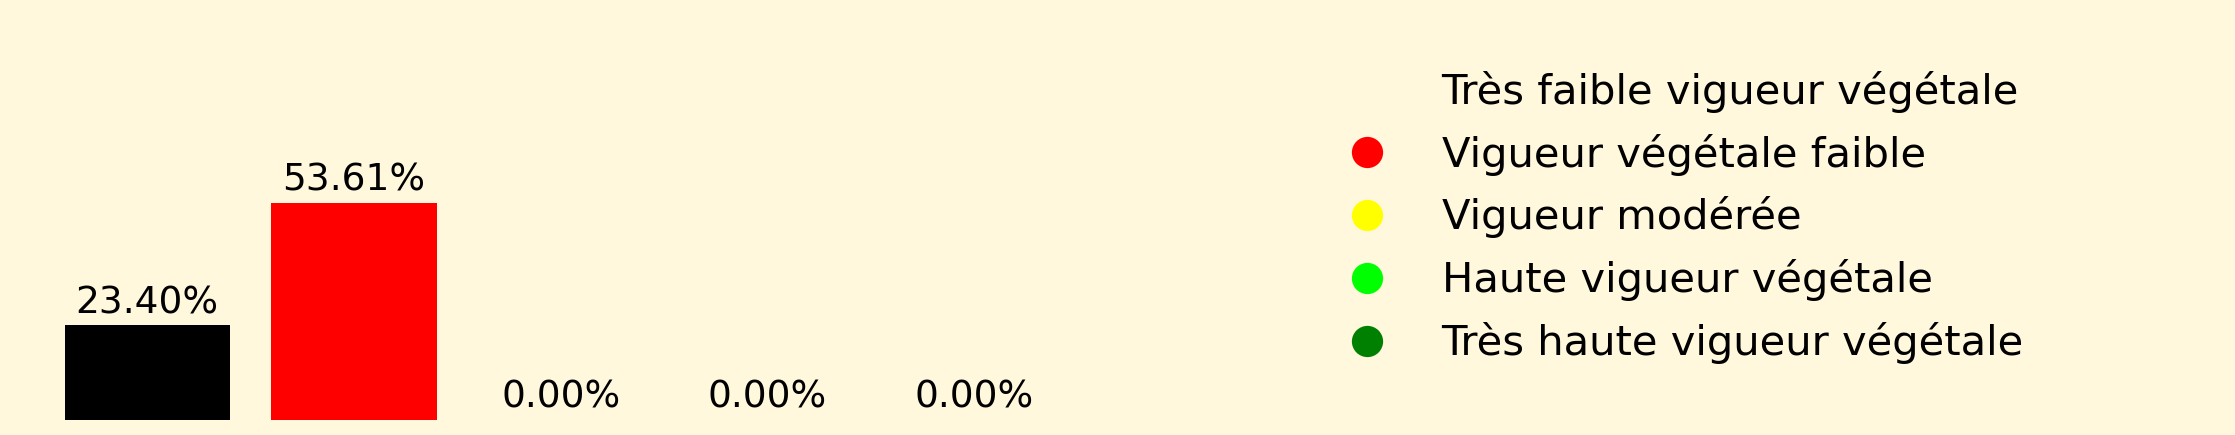 23.40%
53.61%
0.00%
0.00%
0.00%
Très faible vigueur végétale
Vigueur végétale faible
Vigueur modérée
Haute vigueur végétale
Très haute vigueur végétale